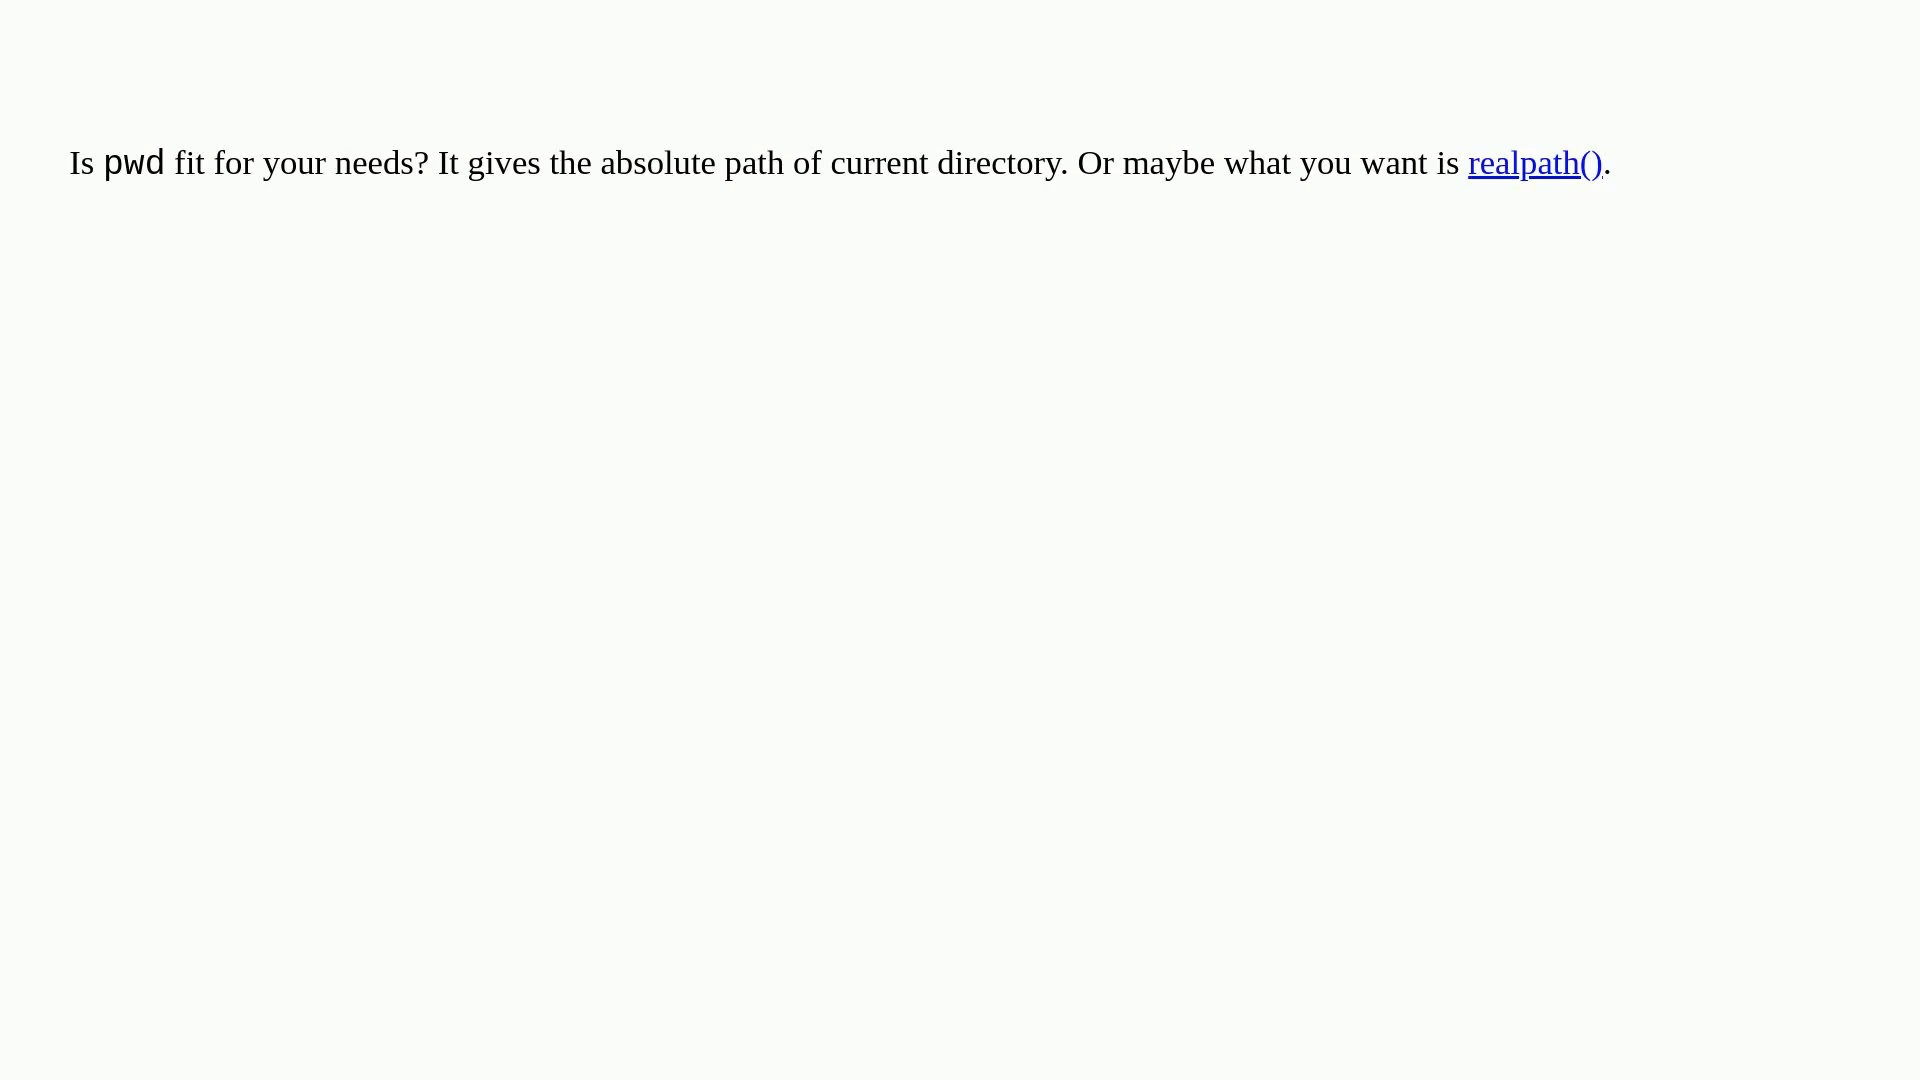 Is pwd fit for your needs? It gives the absolute path of current directory. Or maybe what you want is realpath().